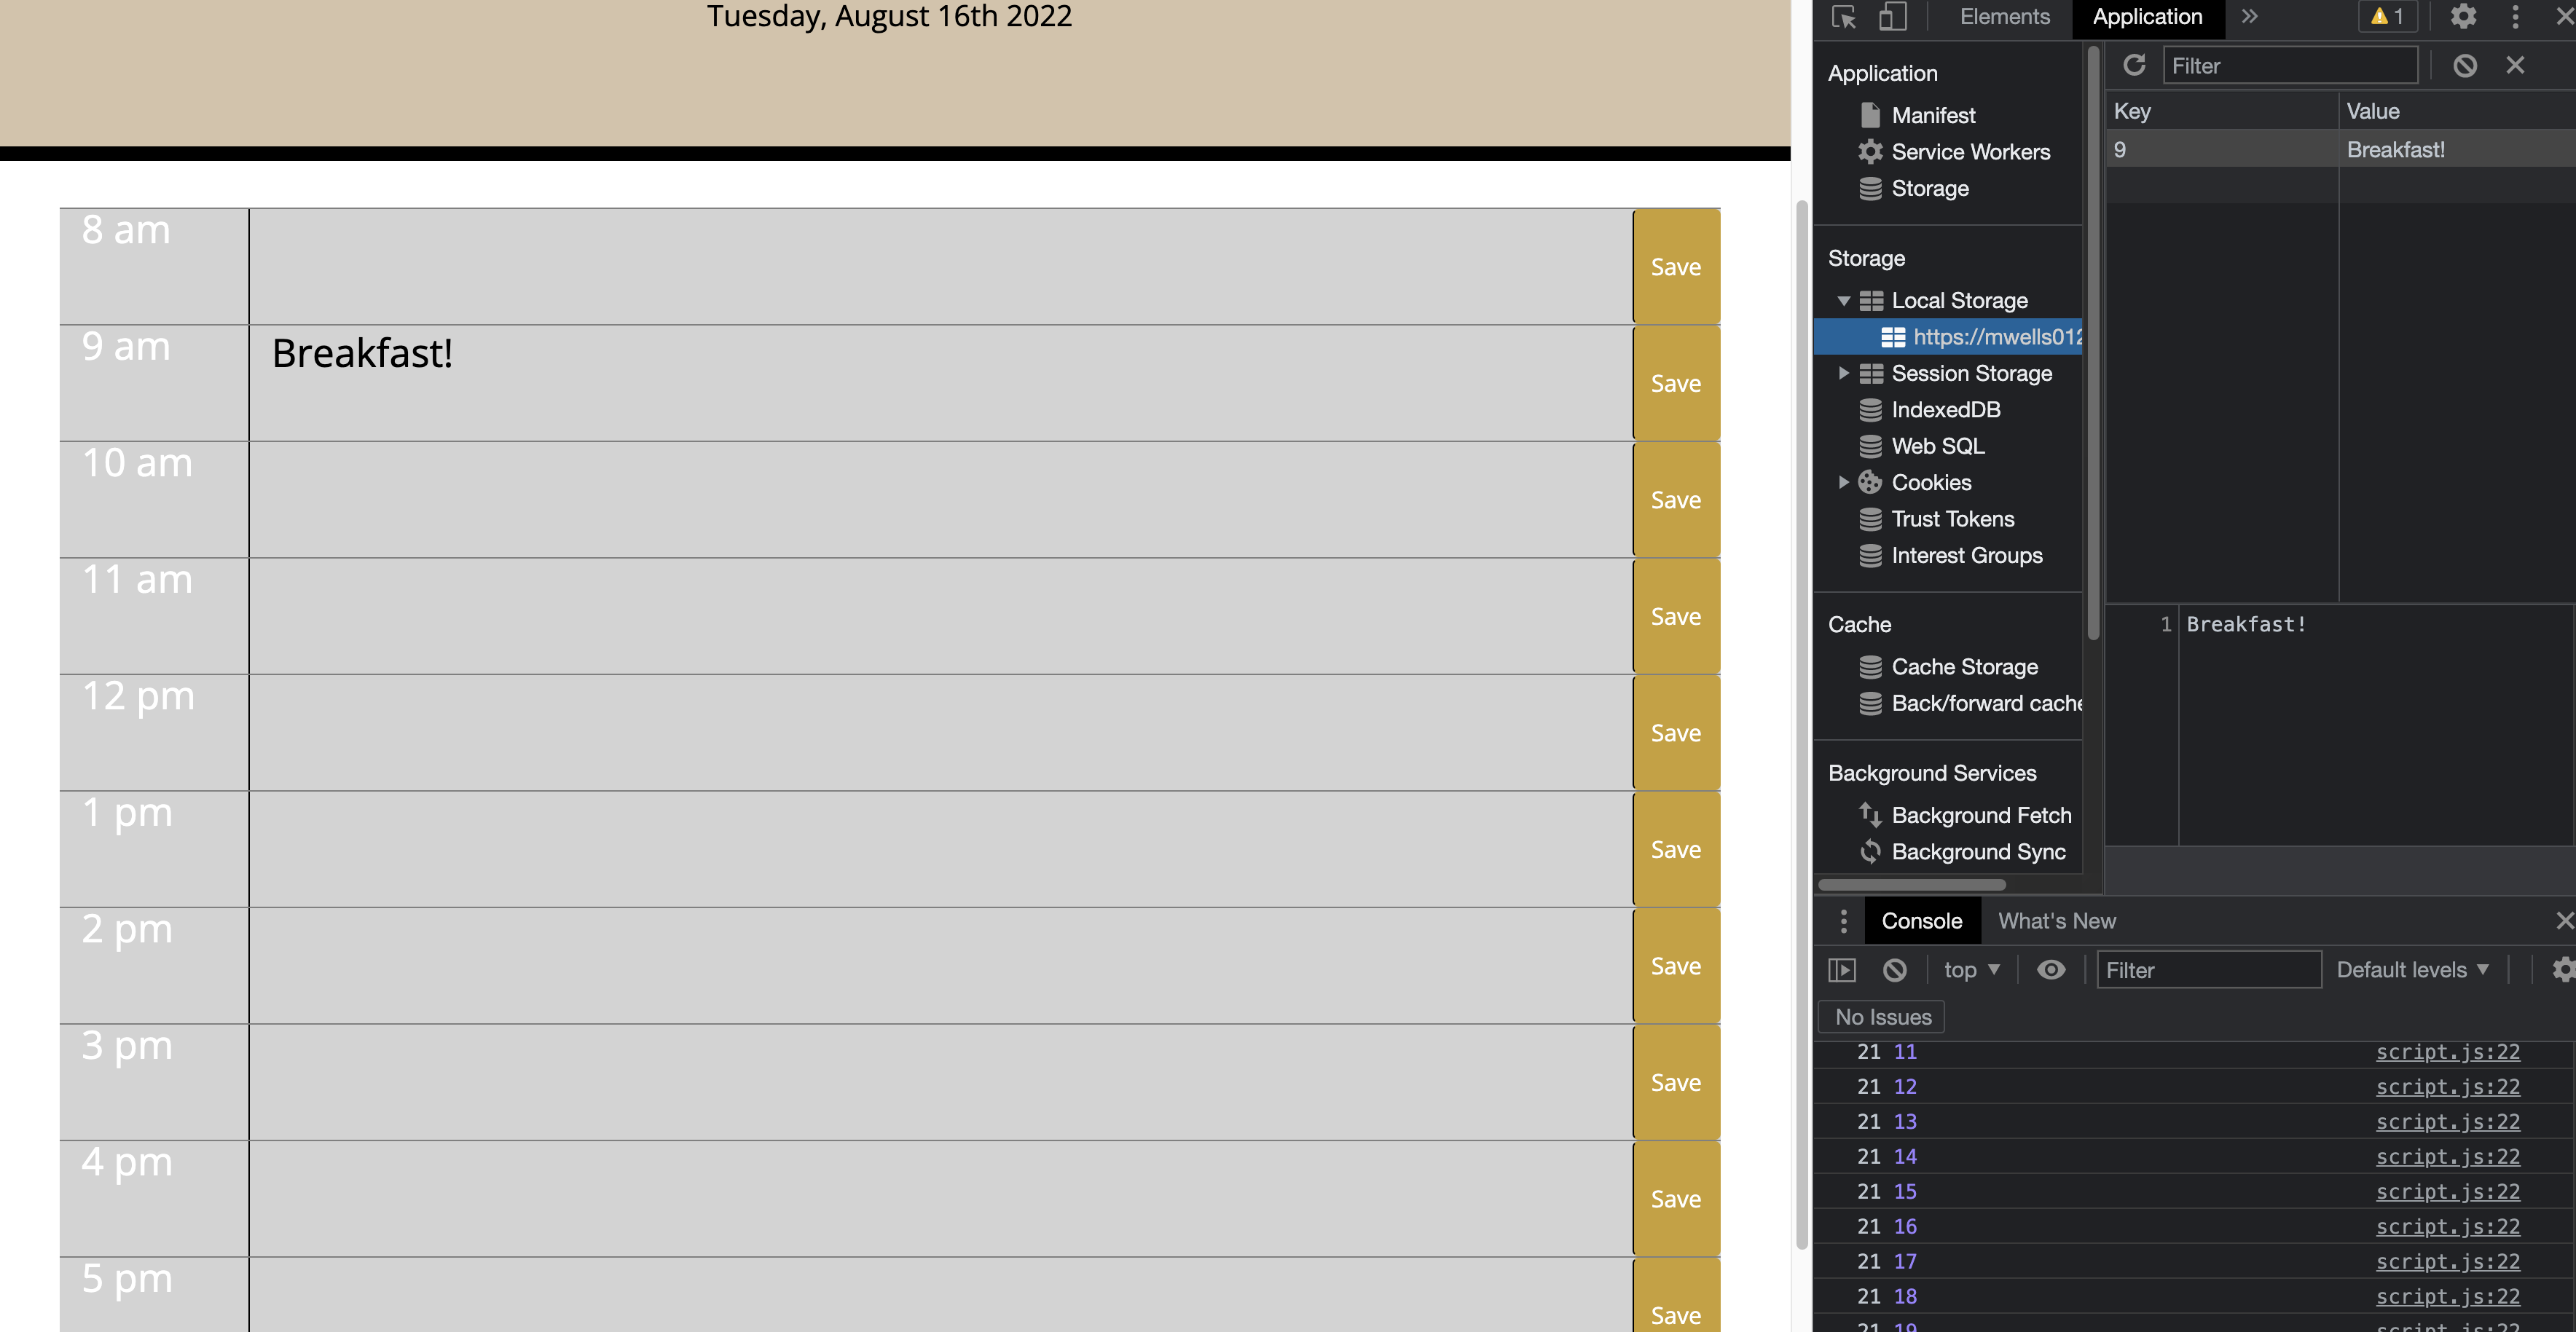 Tuesday, August 16th 2022
8 am
Save
9 am
Breakfast!
Save
10 am
Save
11 am
Save
12 pm
Save
1 pm
Save
2 pm
Save
3 pm
Save
4 pm
Save
5 pm
Save
Elements
Application
1
Application
Manifest
Service Workers
Storage
Storage
Local Storage
https://mwells012
Session Storage
IndexedDB
Web SQL
Cookies
Trust Tokens
Interest Groups
Cache
Cache Storage
Back/forward cache
Background Services
Background Fetch
Background Sync
Filter
Key Value
9 Breakfast!
1 Breakfast!
Console What's New
top Filter Default levels
No Issues
21 11 script.js:22
21 12 script.js:22
21 13 script.js:22
21 14 script.js:22
21 15 script.js:22
21 16 script.js:22
21 17 script.js:22
21 18 script.js:22
21 19 script.js:22